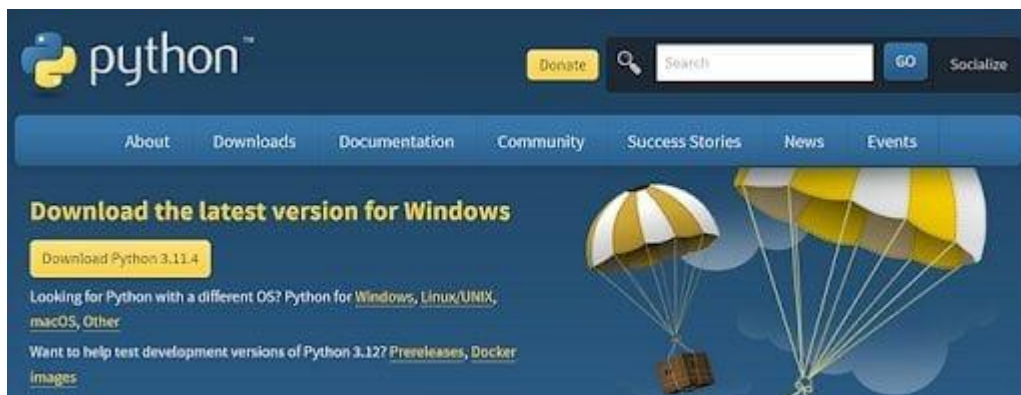 python™
Donate
Search
GO
Socialize
About Downloads Documentation Community Success Stories News Events
Download the latest version for Windows
Download Python 3.11.4
Looking for Python with a different OS? Python for Windows, Linux/UNIX,
macOS, Other
Want to help test development versions of Python 3.12? Prereleases, Docker
images